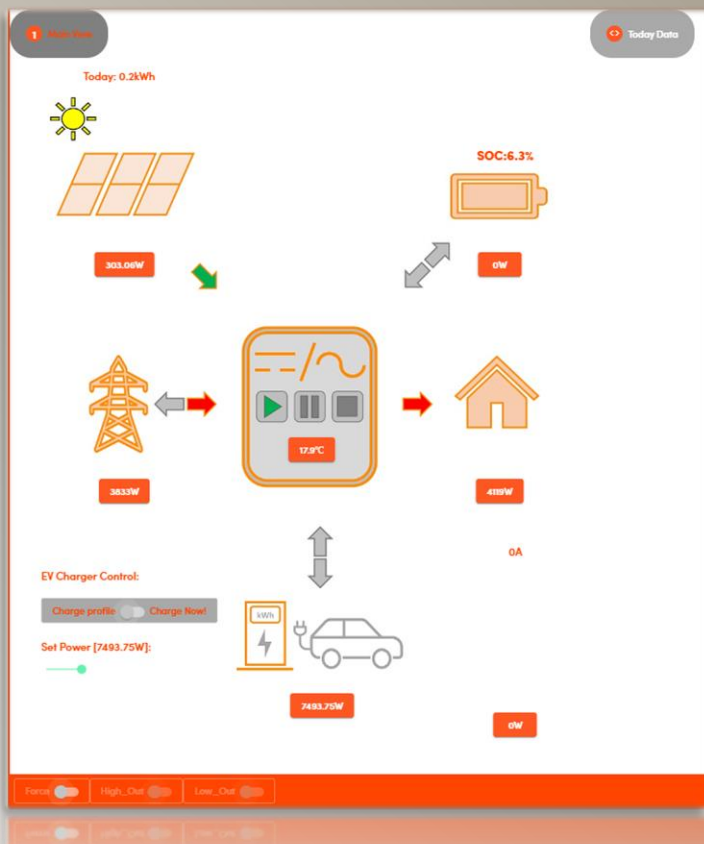 1 Main View
Today Data
Today: 0.2kWh
SOC:6.3%
303.06W
0W
17.9°C
3833W
4119W
0A
EV Charger Control:
Charge profile Charge Now!
kWh
Set Power [7493.75W]:
7493.75W
0W
Force High_Out Low_Out